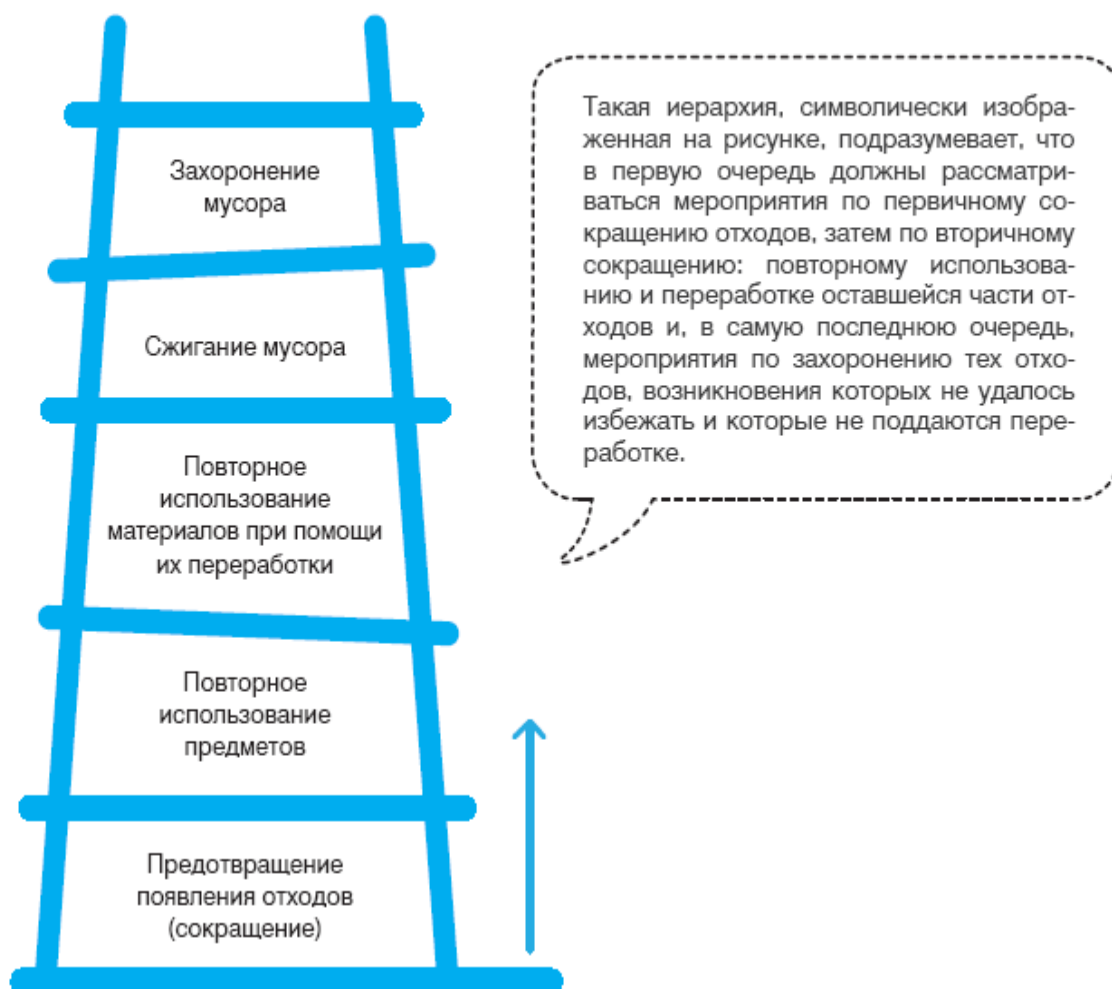 Захоронение
мусора
Сжигание мусора
Повторное
использование
материалов при помощи
их переработки
Повторное
использование
предметов
Предотвращение
появления отходов
(сокращение)
Такая иерархия, символически изобра-
женная на рисунке, подразумевает, что
в первую очередь должны рассматри-
ваться мероприятия по первичному со-
кращению отходов, затем по вторичному
сокращению: повторному использова-
нию и переработке оставшейся части от-
ходов и, в самую последнюю очередь,
мероприятия по захоронению тех отхо-
дов, возникновения которых не удалось
избежать и которые не поддаются пере-
работке.